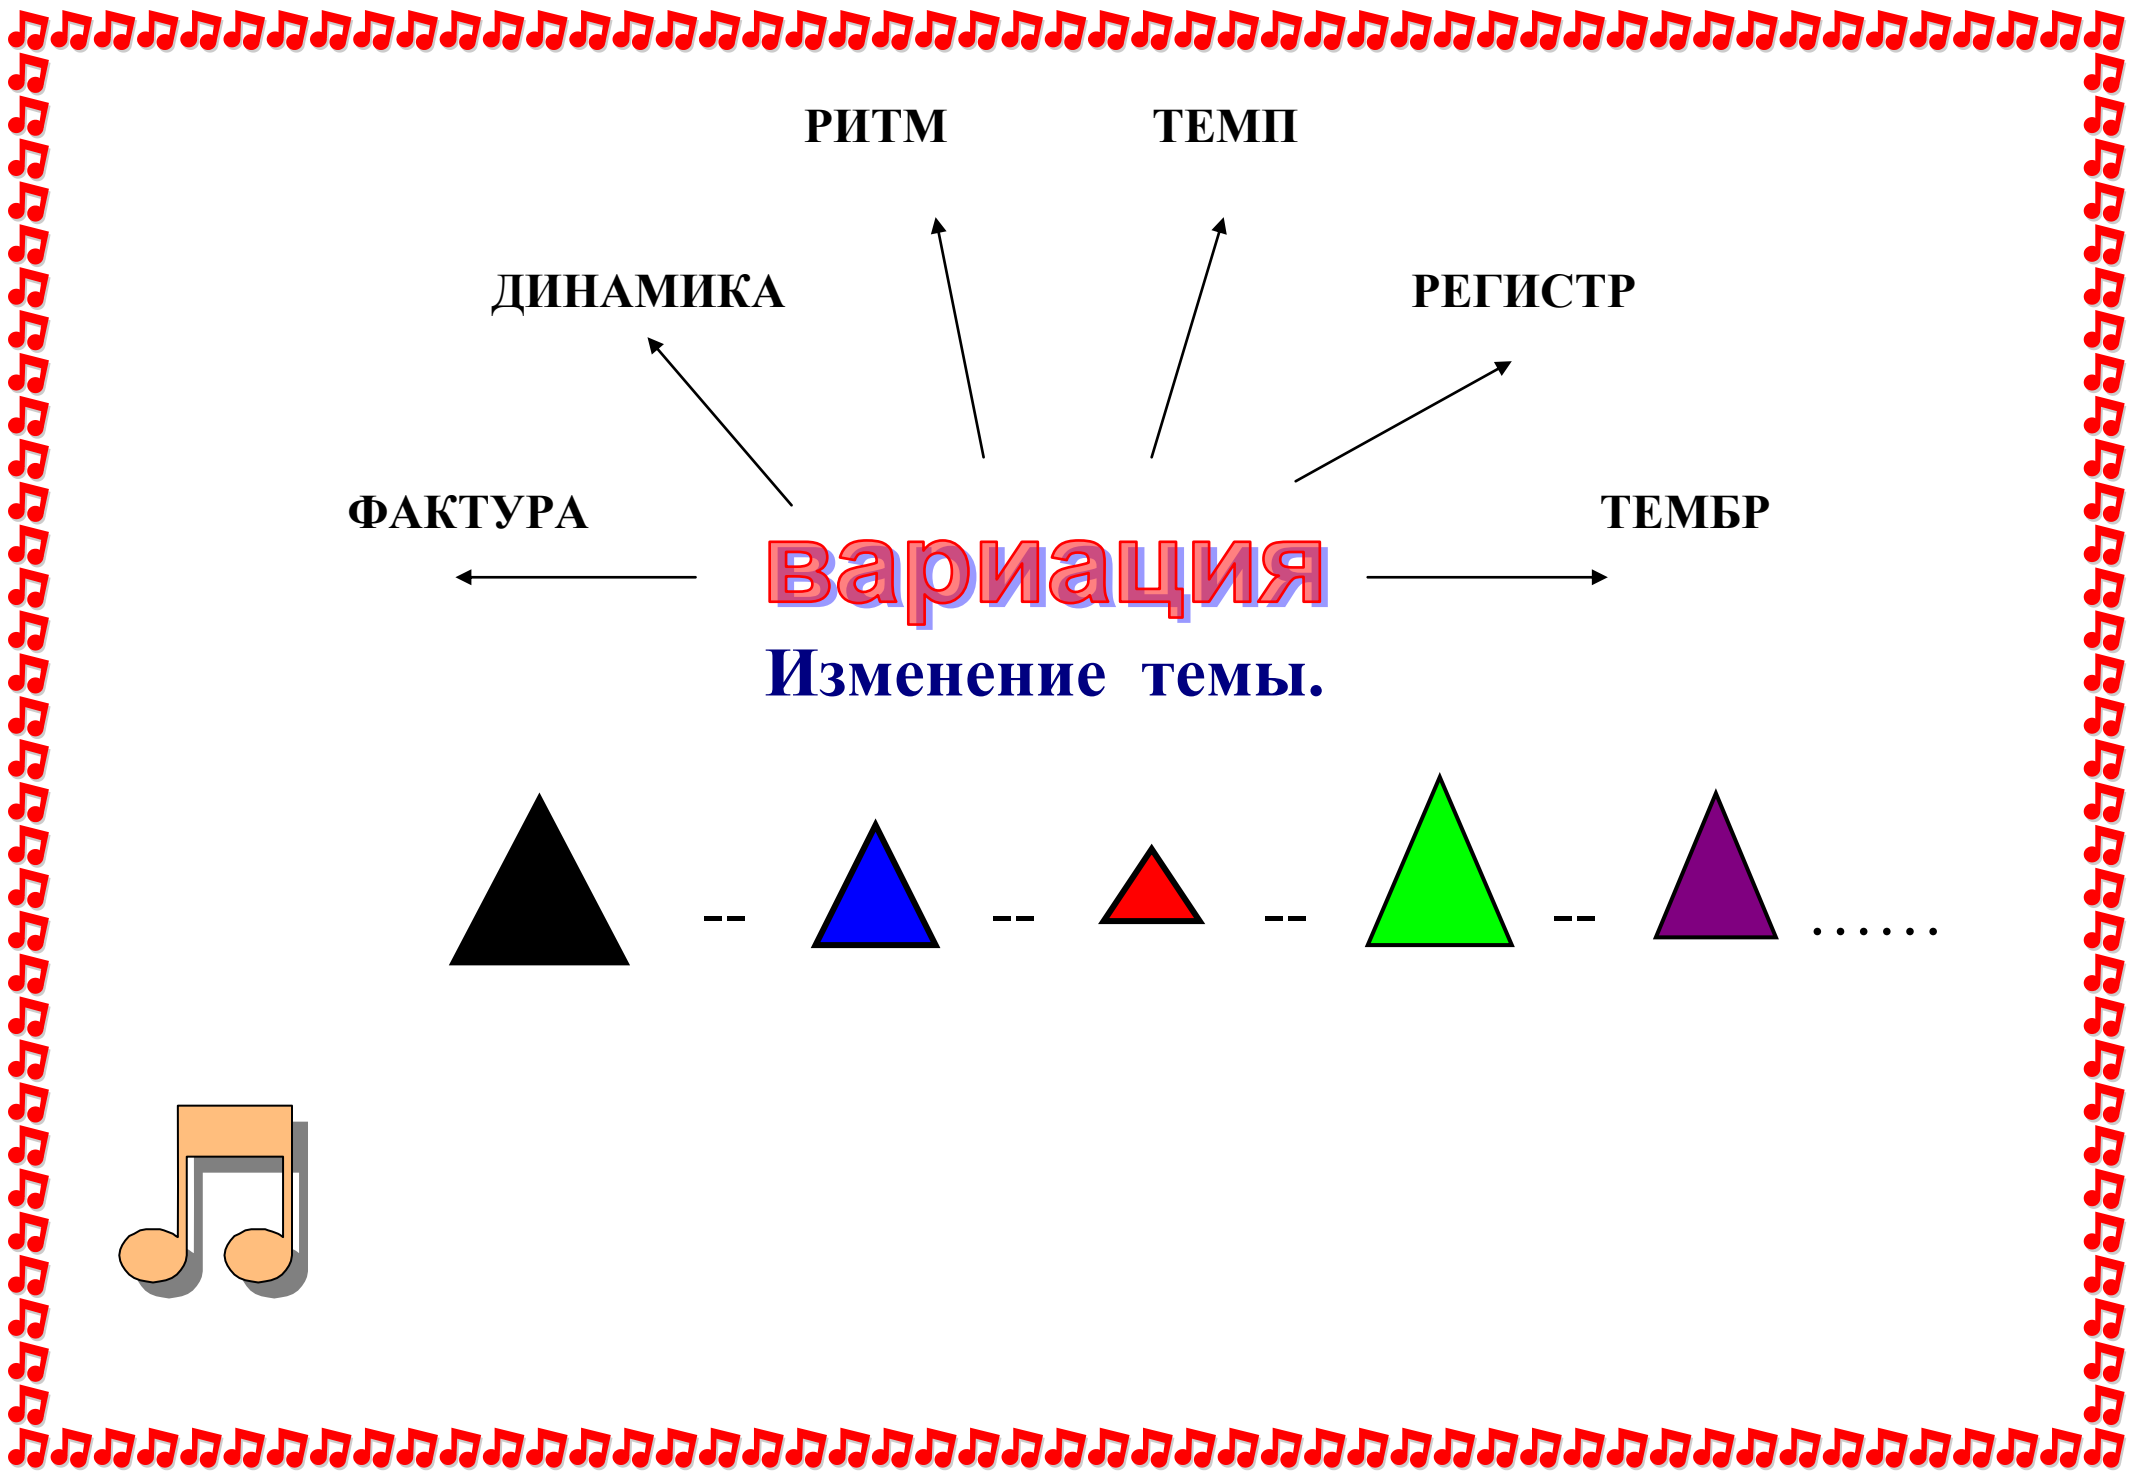 РИТМ ТЕМП
ДИНАМИКА РЕГИСТР
ФАКТУРА ТЕМБР
вариация
Изменение темы.
-- -- -- -- ......